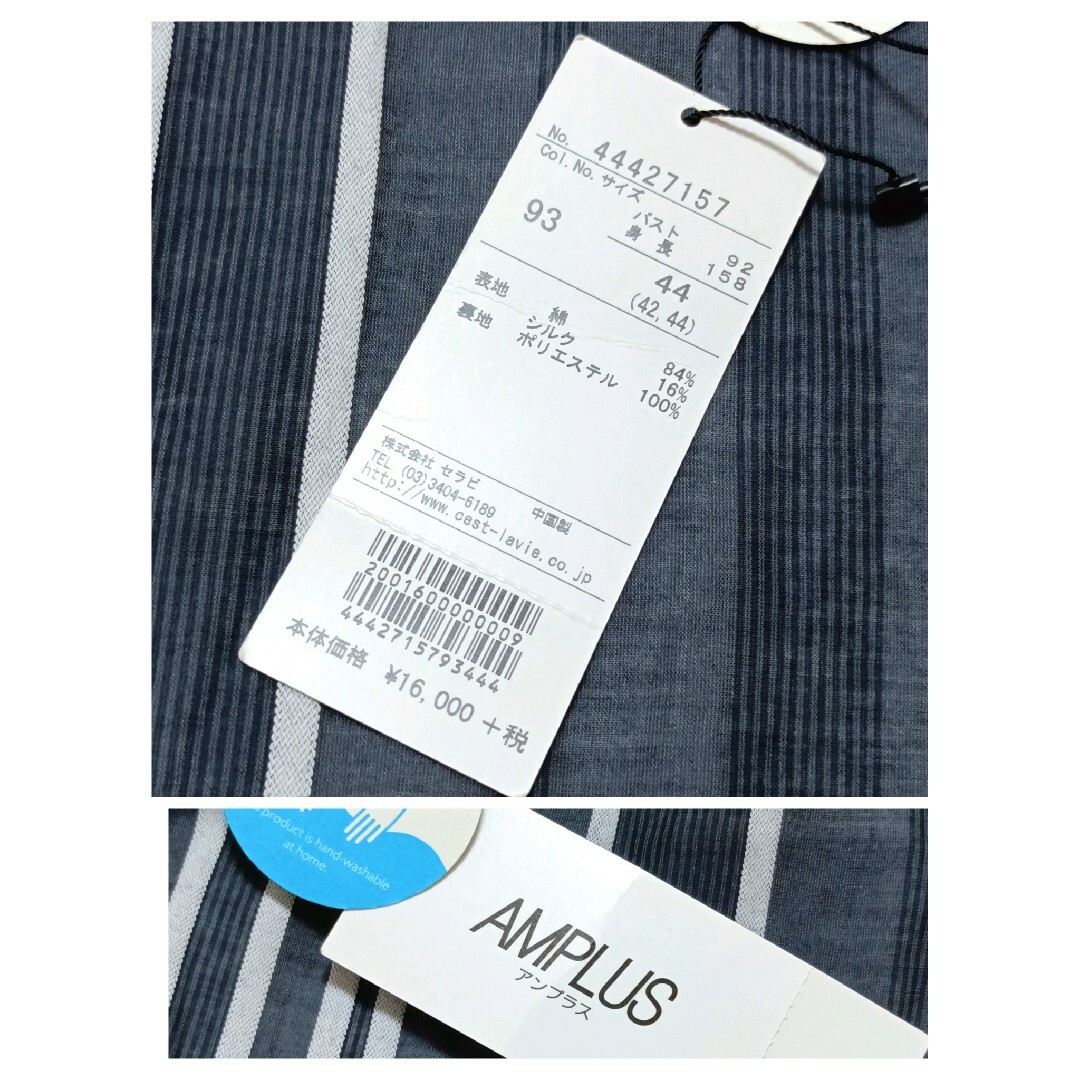 No. 44427157
Col.No. サイズ
93
バスト 92
身長 158
44
(42,44)
表地 綿 84%
シルク 16%
裏地 ポリエステル 100%
株式会社 セラビ
TEL (03)3404-6189 中国製
http://www.cest-lavie.co.jp
2001600000009
4442715793444
本体価格 ¥16,000+税
product is hand-washable
at home.
AMPLUS
アンプラス